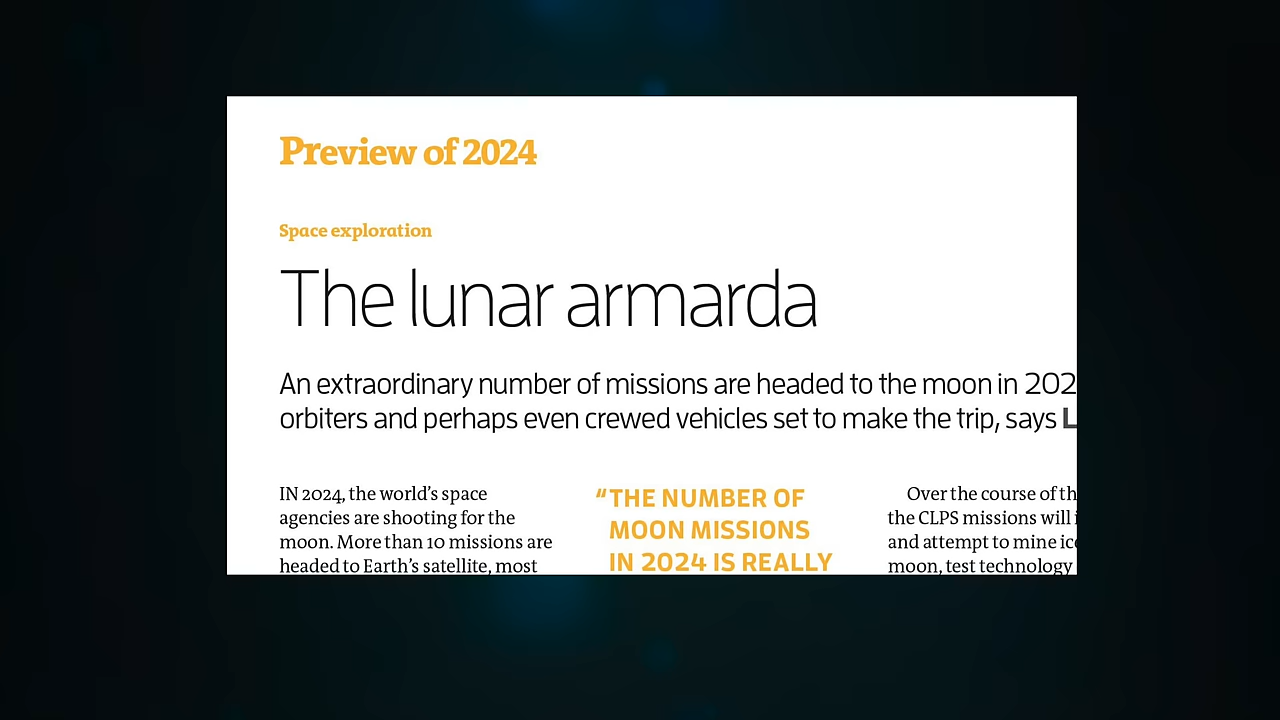 Preview of 2024
Space exploration
The lunar armarda
An extraordinary number of missions are headed to the moon in 202
orbiters and perhaps even crewed vehicles set to make the trip, says L
IN 2024, the world's space
agencies are shooting for the
moon. More than 10 missions are
headed to Earth's satellite, most
"THE NUMBER OF
MOON MISSIONS
IN 2024 IS REALLY
Over the course of th
the CLPS missions will i
and attempt to mine ic
moon, test technology